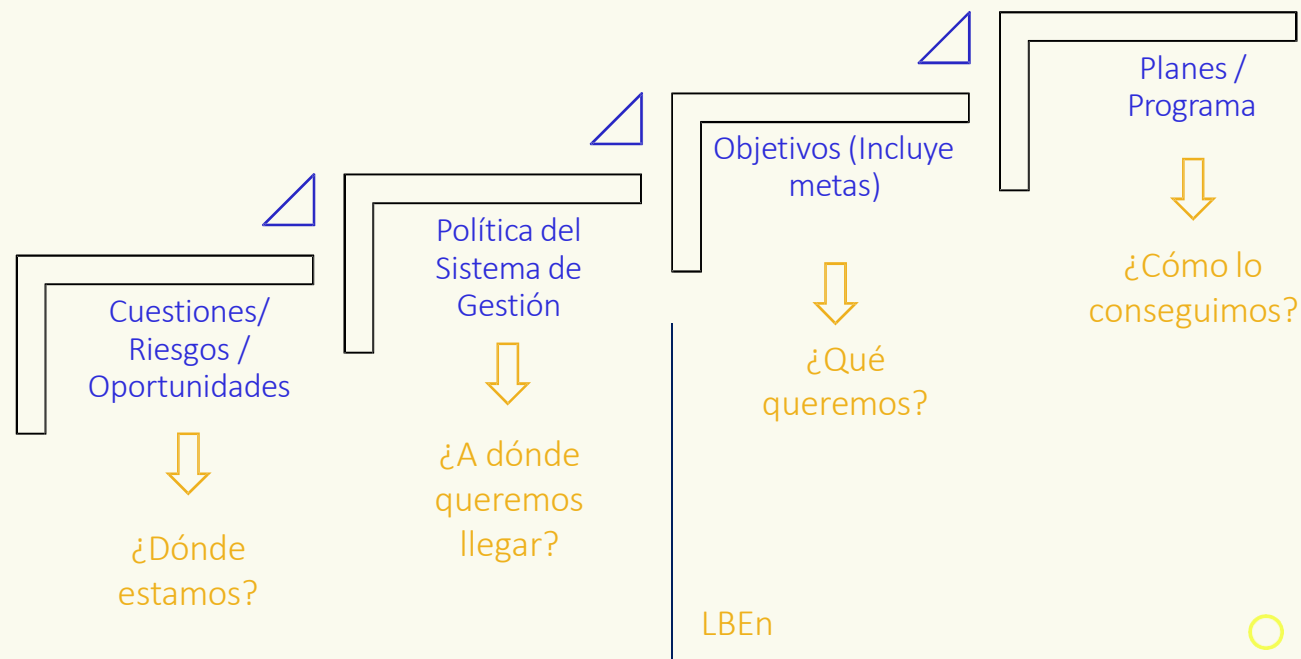 Cuestiones/
Riesgos /
Oportunidades
¿Dónde
estamos?
Política del
Sistema de
Gestión
¿A dónde
queremos
llegar?
Objetivos (Incluye
metas)
¿Qué
queremos?
Planes /
Programa
¿Cómo lo
conseguimos?
LBEn